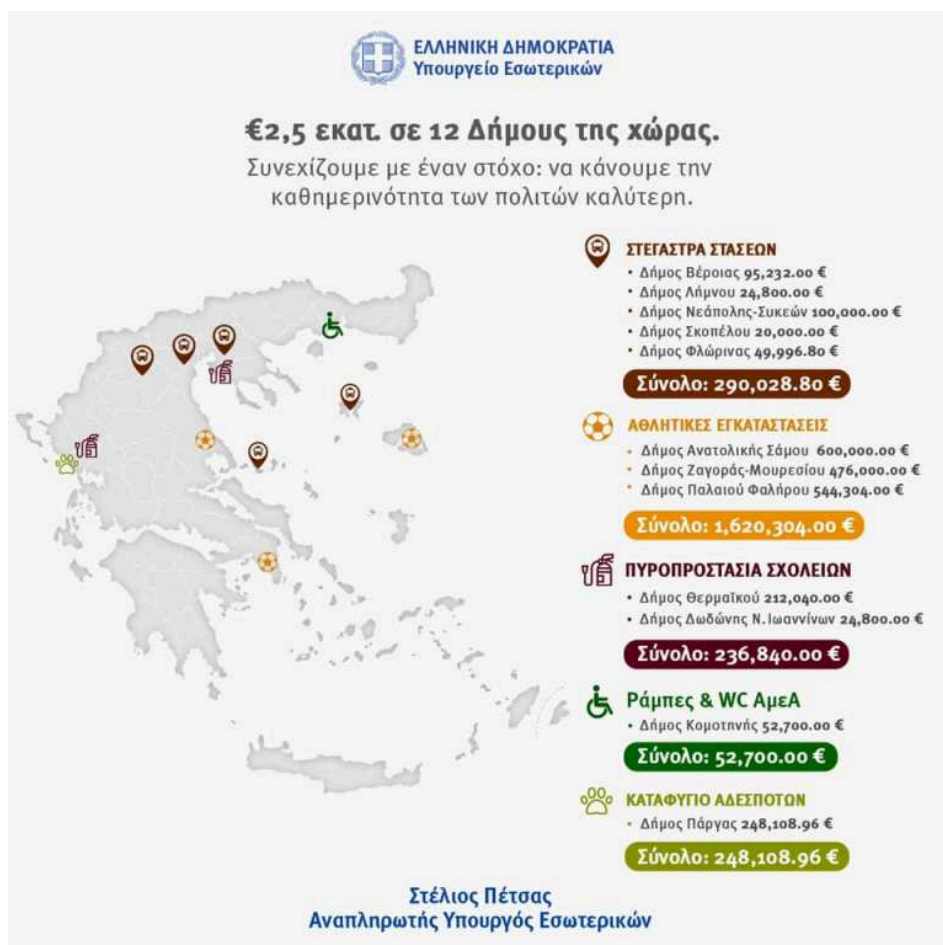 ΕΛΛΗΝΙΚΗ ΔΗΜΟΚΡΑΤΙΑ
Υπουργείο Εσωτερικών
€2,5 εκατ. σε 12 Δήμους της χώρας.
Συνεχίζουμε με έναν στόχο: να κάνουμε την
καθημερινότητα των πολιτών καλύτερη.
ΣΤΕΓΑΣΤΡΑ ΣΤΑΣΕΩΝ
• Δήμος Βέροιας 95,232.00 €
• Δήμος Λήμνου 24,800.00 €
• Δήμος Νεάπολης-Συκεών 100,000.00 €
• Δήμος Σκοπέλου 20,000.00 €
• Δήμος Φλώρινας 49,996.80 €
Σύνολο: 290,028.80 €
ΑΘΛΗΤΙΚΕΣ ΕΓΚΑΤΑΣΤΑΣΕΙΣ
• Δήμος Ανατολικής Σάμου 600,000.00 €
• Δήμος Ζαγοράς-Μουρεσίου 476,000.00 €
• Δήμος Παλαιού Φαλήρου 544,304.00 €
Σύνολο: 1,620,304.00 €
ΠΥΡΟΠΡΟΣΤΑΣΙΑ ΣΧΟΛΕΙΩΝ
• Δήμος Θερμαϊκού 212,040.00 €
• Δήμος Δωδώνης Ν. Ιωαννίνων 24,800.00 €
Σύνολο: 236,840.00 €
Ράμπες & WC ΑμεΑ
• Δήμος Κομοτηνής 52,700.00 €
Σύνολο: 52,700.00 €
ΚΑΤΑΦΥΓΙΟ ΑΔΕΣΠΟΤΩΝ
• Δήμος Πάργας 248,108.96 €
Σύνολο: 248,108.96 €
Στέλιος Πέτσας
Αναπληρωτής Υπουργός Εσωτερικών